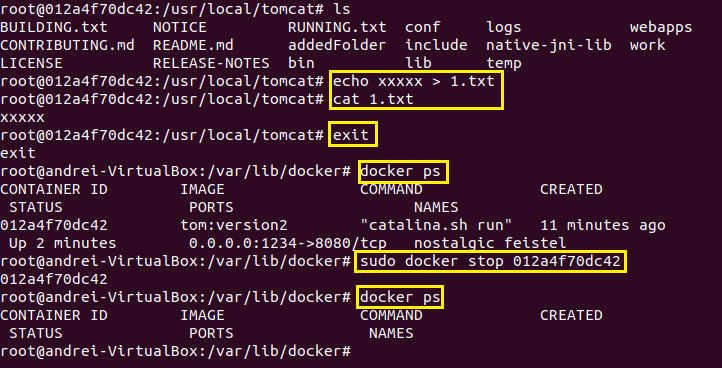 root@012a4f70dc42:/usr/local/tomcat# ls
BUILDING.txt NOTICE RUNNING.txt conf logs webapps
CONTRIBUTING.md README.md addedFolder include native-jni-lib work
LICENSE RELEASE-NOTES bin lib temp
root@012a4f70dc42:/usr/local/tomcat# echo xxxxx > 1.txt
root@012a4f70dc42:/usr/local/tomcat# cat 1.txt
xxxxx
root@012a4f70dc42:/usr/local/tomcat# exit
exit
root@andrei-VirtualBox:/var/lib/docker# docker ps
CONTAINER ID IMAGE COMMAND CREATED
STATUS PORTS NAMES
012a4f70dc42 tom:version2 "catalina.sh run" 11 minutes ago
Up 2 minutes 0.0.0.0:1234->8080/tcp nostalgic feistel
root@andrei-VirtualBox:/var/lib/docker# sudo docker stop 012a4f70dc42
012a4f70dc42
root@andrei-VirtualBox:/var/lib/docker# docker ps
CONTAINER ID IMAGE COMMAND CREATED
STATUS PORTS NAMES
root@andrei-VirtualBox:/var/lib/docker#